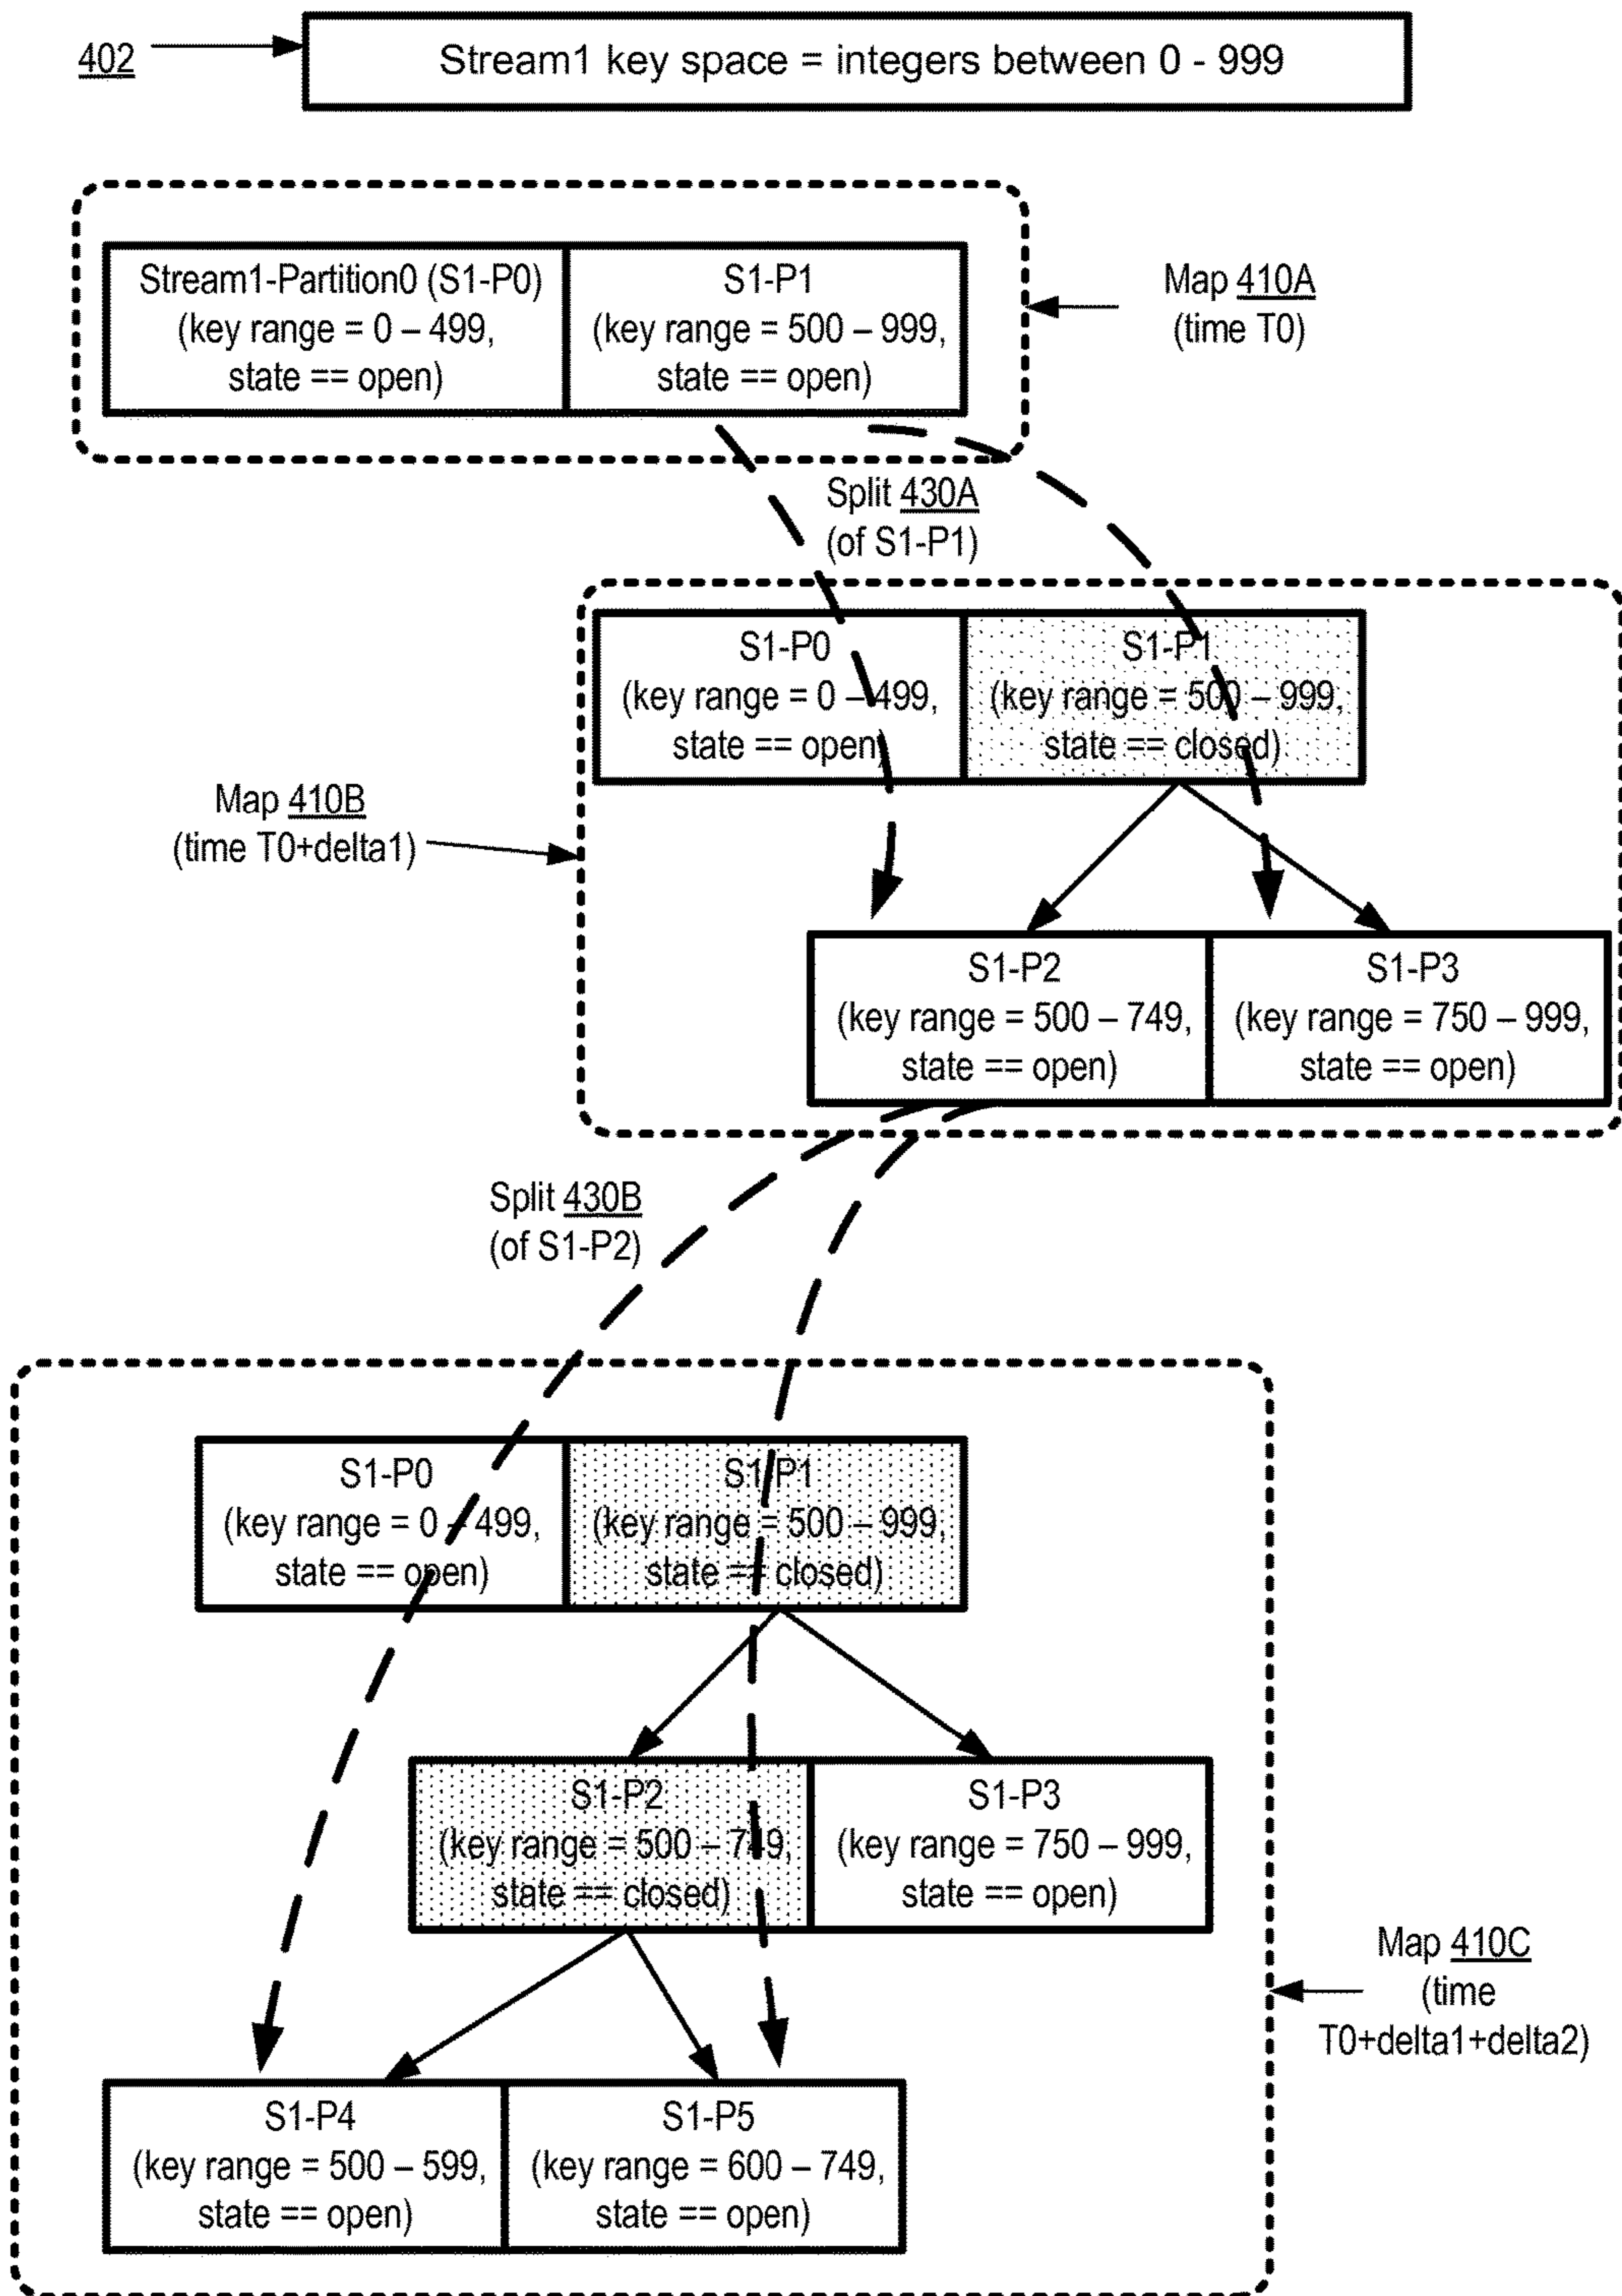 402
Stream1 key space = integers between 0 - 999
Stream1-Partition0 (S1-P0)
(key range = 0 – 499,
state == open)
S1-P1
(key range = 500 – 999,
state == open)
Map 410A
(time T0)
Split 430A
(of S1-P1)
S1-P0
(key range = 0 – 499,
state == open)
S1-P1
(key range = 500 – 999,
state == closed)
Map 410B
(time T0+delta1)
S1-P2
(key range = 500 – 749,
state == open)
S1-P3
(key range = 750 – 999,
state == open)
Split 430B
(of S1-P2)
S1-P0
(key range = 0 – 499,
state == open)
S1-P1
(key range = 500 – 999,
state == closed)
S1-P2
(key range = 500 – 749,
state == closed)
S1-P3
(key range = 750 – 999,
state == open)
Map 410C
(time
T0+delta1+delta2)
S1-P4
(key range = 500 – 599,
state == open)
S1-P5
(key range = 600 – 749,
state == open)